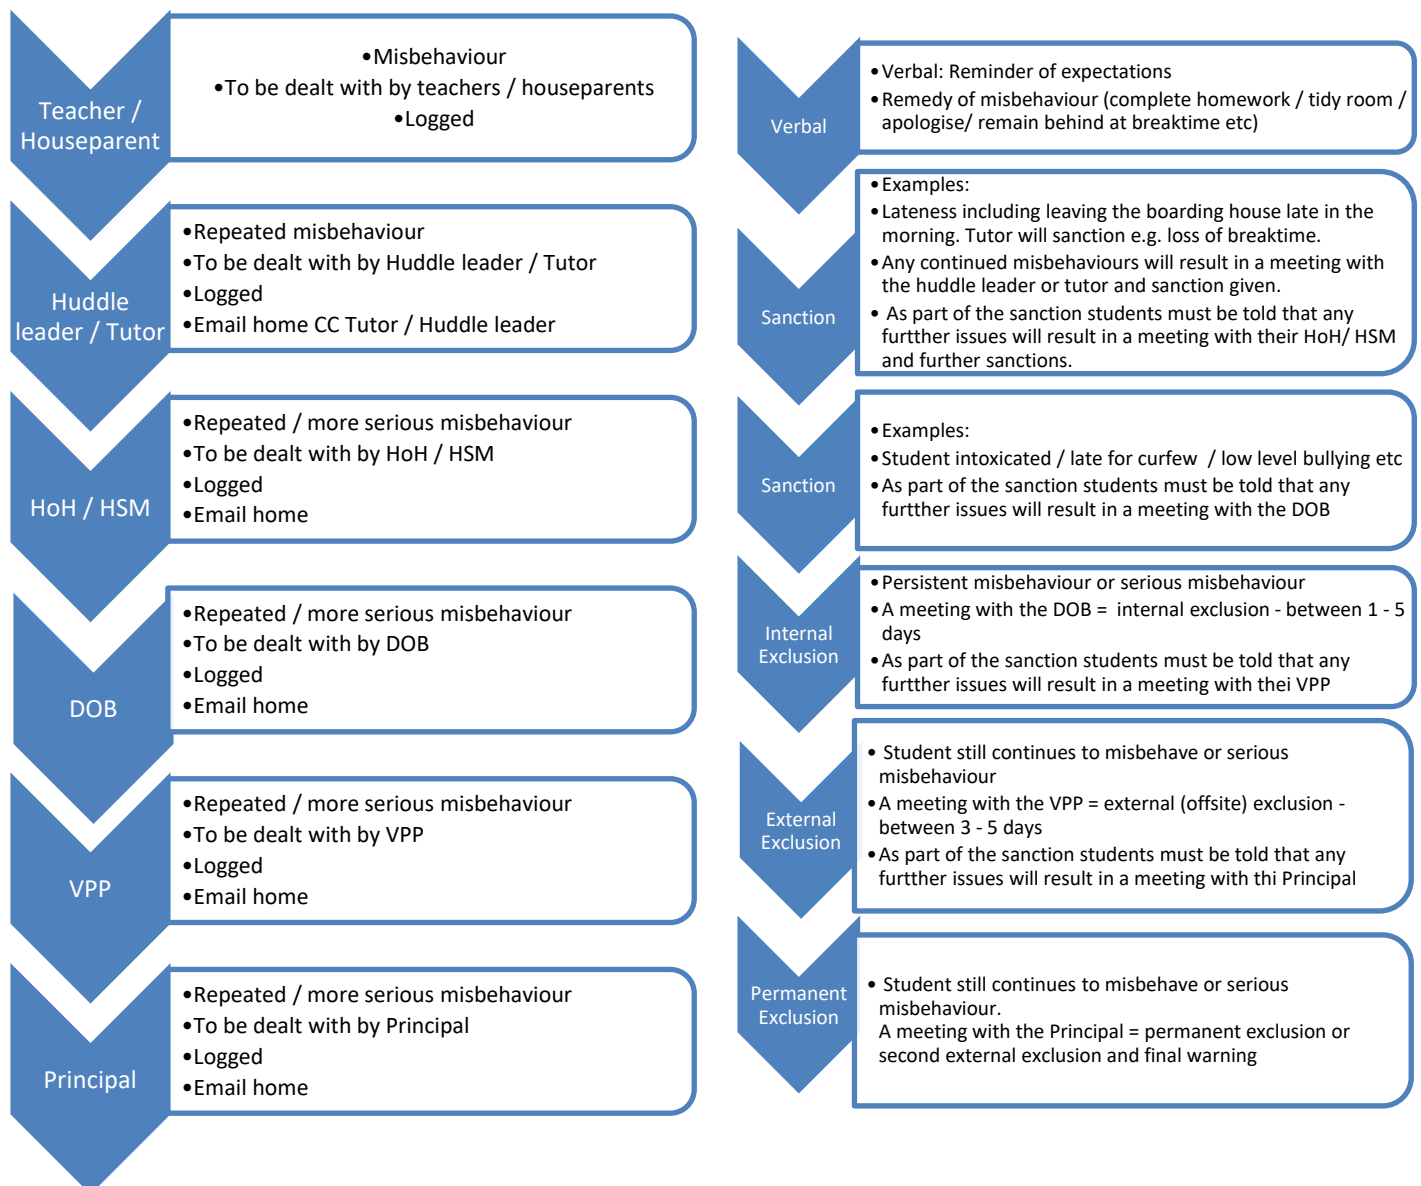 Teacher /
Houseparent
•Misbehaviour
•To be dealt with by teachers / houseparents
•Logged
Huddle
leader / Tutor
•Repeated misbehaviour
•To be dealt with by Huddle leader / Tutor
•Logged
•Email home CC Tutor / Huddle leader
HoH / HSM
•Repeated / more serious misbehaviour
•To be dealt with by HoH / HSM
•Logged
•Email home
DOB
•Repeated / more serious misbehaviour
•To be dealt with by DOB
•Logged
•Email home
VPP
•Repeated / more serious misbehaviour
•To be dealt with by VPP
•Logged
•Email home
Principal
•Repeated / more serious misbehaviour
•To be dealt with by Principal
•Logged
•Email home
Verbal
•Verbal: Reminder of expectations
•Remedy of misbehaviour (complete homework / tidy room /
apologise/ remain behind at breaktime etc)
Sanction
•Examples:
•Lateness including leaving the boarding house late in the
morning. Tutor will sanction e.g. loss of breaktime.
•Any continued misbehaviours will result in a meeting with
the huddle leader or tutor and sanction given.
• As part of the sanction students must be told that any
furtther issues will result in a meeting with their HoH/ HSM
and further sanctions.
Sanction
•Examples:
•Student intoxicated / late for curfew / low level bullying etc
•As part of the sanction students must be told that any
furtther issues will result in a meeting with the DOB
Internal
Exclusion
•Persistent misbehaviour or serious misbehaviour
•A meeting with the DOB = internal exclusion - between 1 - 5
days
•As part of the sanction students must be told that any
furtther issues will result in a meeting with thei VPP
External
Exclusion
• Student still continues to misbehave or serious
misbehaviour
•A meeting with the VPP = external (offsite) exclusion -
between 3 - 5 days
•As part of the sanction students must be told that any
furtther issues will result in a meeting with thi Principal
Permanent
Exclusion
• Student still continues to misbehave or serious
misbehaviour.
A meeting with the Principal = permanent exclusion or
second external exclusion and final warning